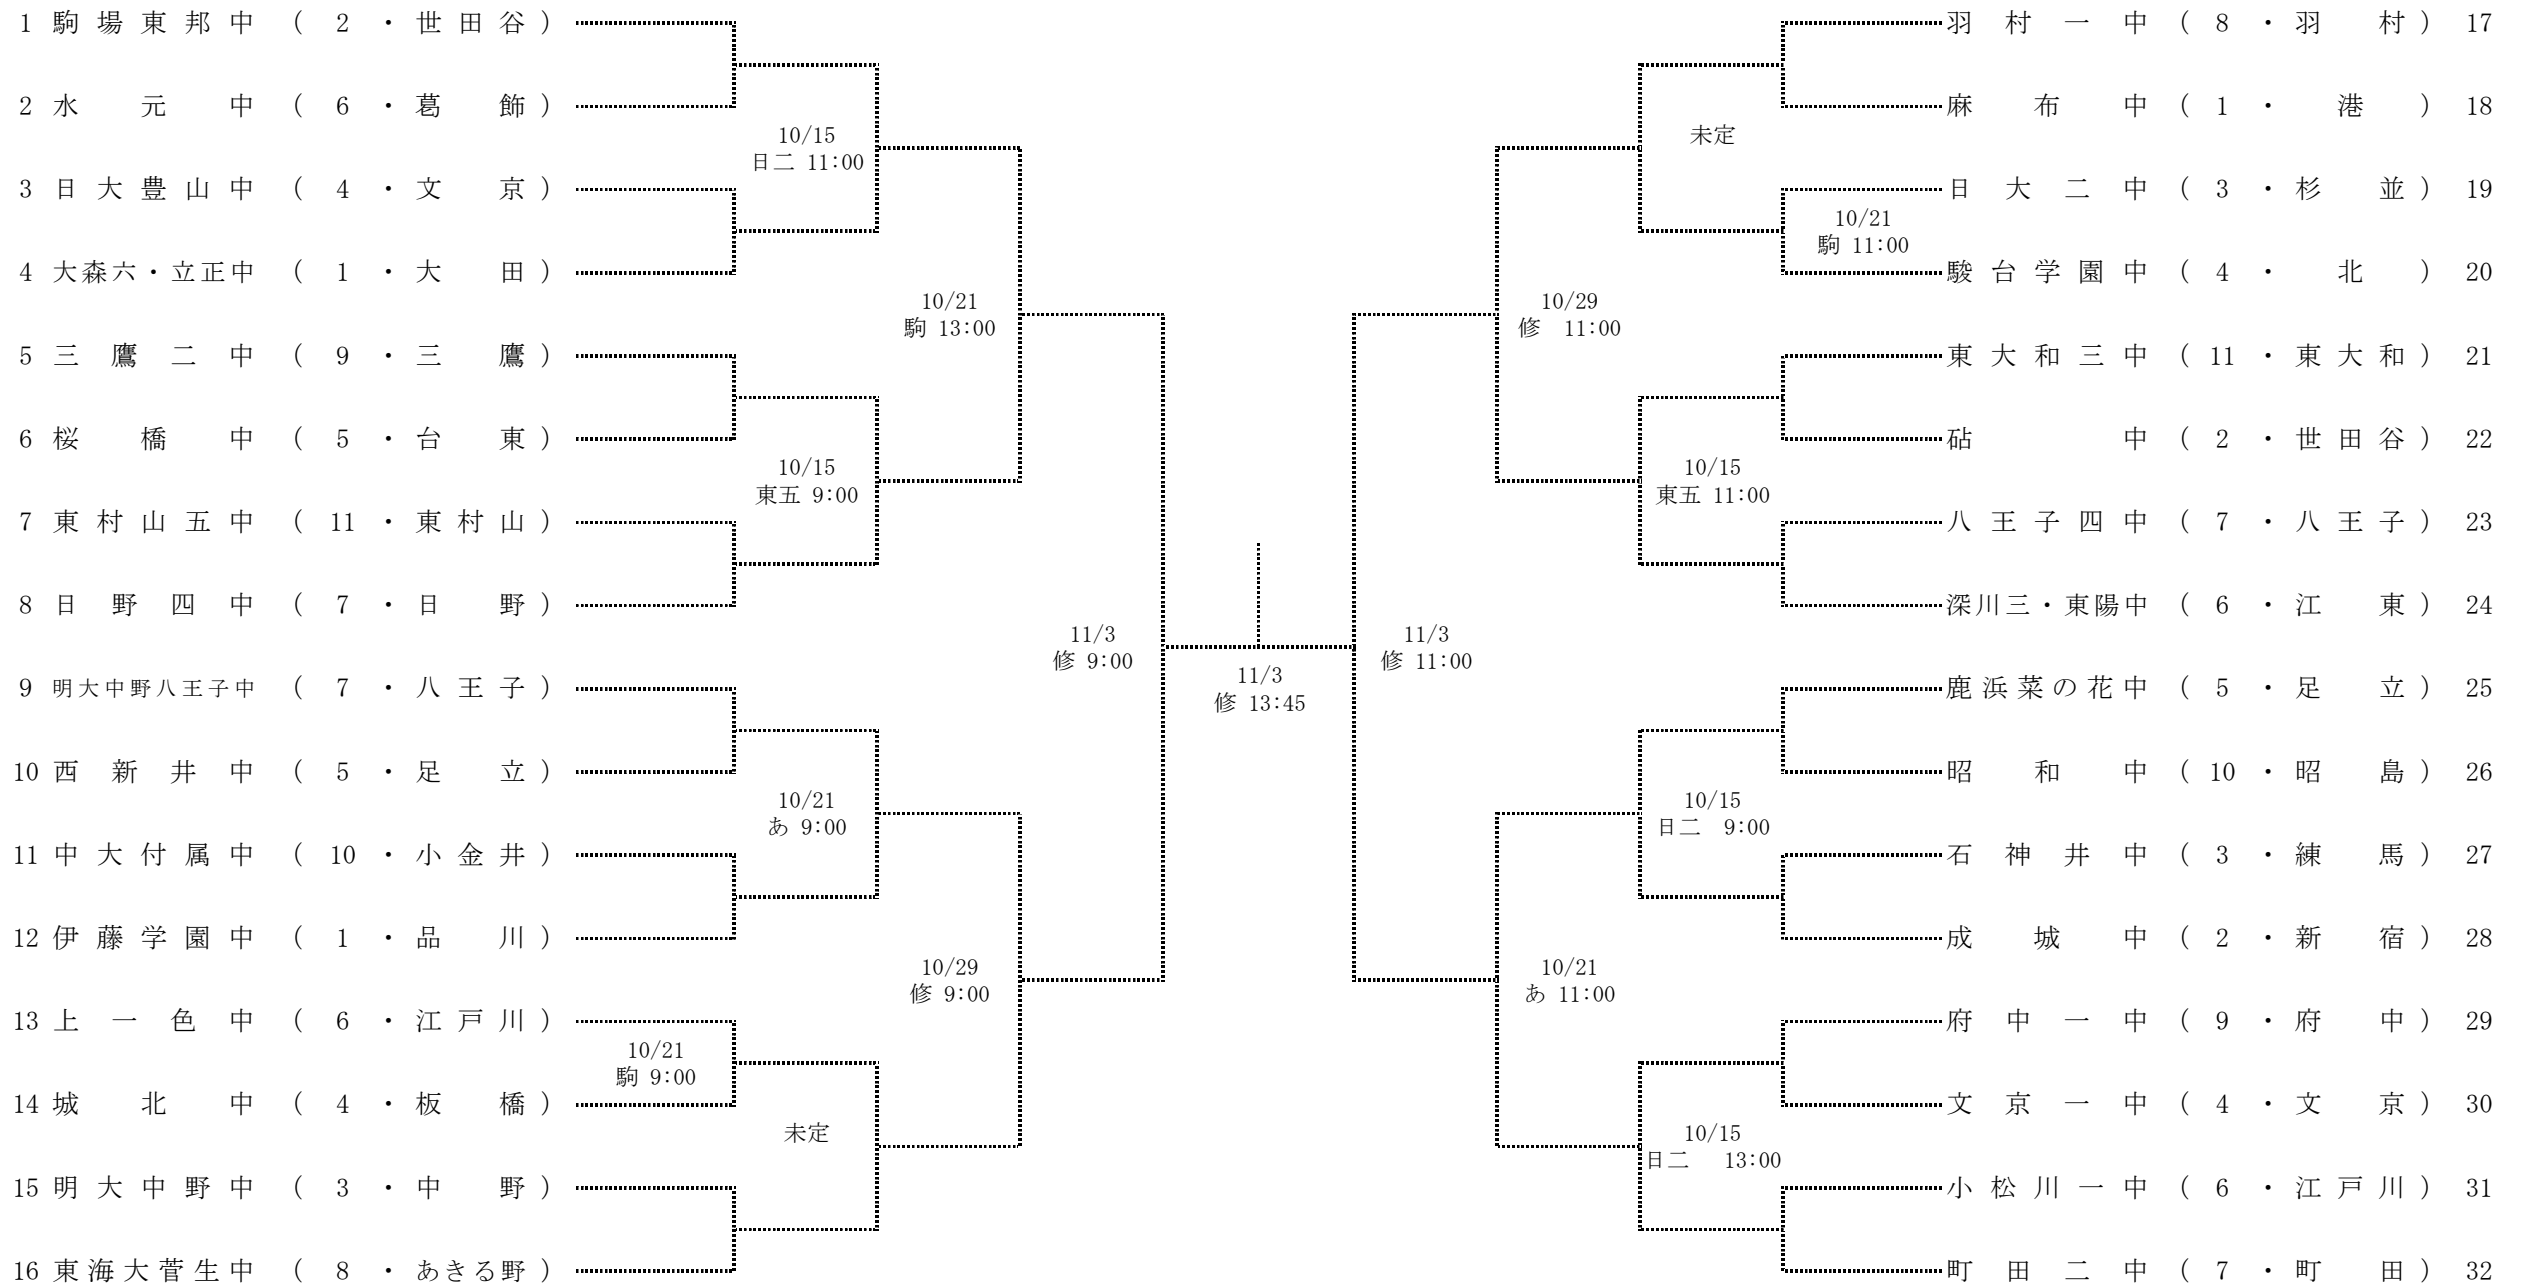 1 駒場東邦中 ( 2 ・ 世田谷 )
2 水元中 ( 6 ・ 葛飾 )
10/15
日二 11:00
3 日大豊山中 ( 4 ・ 文京 )
4 大森六・立正中 ( 1 ・ 大田 )
10/21
駒 13:00
5 三鷹二中 ( 9 ・ 三鷹 )
6 桜橋中 ( 5 ・ 台東 )
10/15
東五 9:00
7 東村山五中 ( 11 ・ 東村山 )
8 日野四中 ( 7 ・ 日野 )
11/3
修 9:00
9 明大中野八王子中 ( 7 ・ 八王子 )
10 西新井中 ( 5 ・ 足立 )
10/21
あ 9:00
11 中大付属中 ( 10 ・ 小金井 )
12 伊藤学園中 ( 1 ・ 品川 )
10/29
修 9:00
13 上一色中 ( 6 ・ 江戸川 )
10/21
駒 9:00
14 城北中 ( 4 ・ 板橋 )
未定
15 明大中野中 ( 3 ・ 中野 )
16 東海大菅生中 ( 8 ・ あきる野 )
11/3
修 13:45
羽村一中 ( 8 ・ 羽村 ) 17
麻布中 ( 1 ・ 港 ) 18
未定
日大二中 ( 3 ・ 杉並 ) 19
10/21
駒 11:00
駿台学園中 ( 4 ・ 北 ) 20
10/29
修 11:00
東大和三中 ( 11 ・ 東大和 ) 21
砧中 ( 2 ・ 世田谷 ) 22
10/15
東五 11:00
八王子四中 ( 7 ・ 八王子 ) 23
深川三・東陽中 ( 6 ・ 江東 ) 24
11/3
修 11:00
鹿浜菜の花中 ( 5 ・ 足立 ) 25
昭和中 ( 10 ・ 昭島 ) 26
10/15
日二 9:00
石神井中 ( 3 ・ 練馬 ) 27
成城中 ( 2 ・ 新宿 ) 28
10/21
あ 11:00
府中一中 ( 9 ・ 府中 ) 29
文京一中 ( 4 ・ 文京 ) 30
10/15
日二 13:00
小松川一中 ( 6 ・ 江戸川 ) 31
町田二中 ( 7 ・ 町田 ) 32